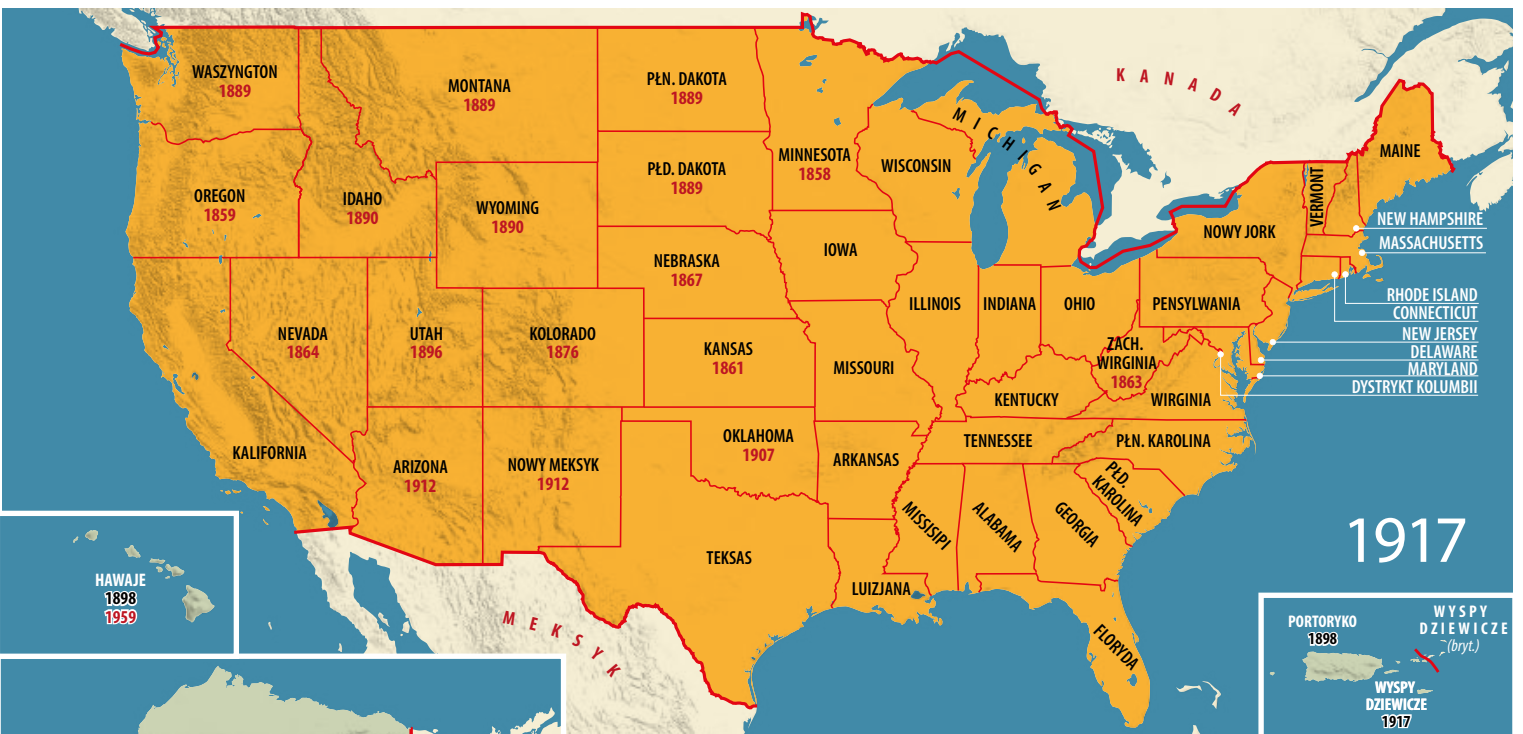 WASZYNGTON
1889
MONTANA
1889
PŁN. DAKOTA
1889
MINNESOTA
1858
WISCONSIN
MICHIGAN
KANADA
MAINE
VERMONT
NEW HAMPSHIRE
MASSACHUSETTS
NOWY JORK
OREGON
1859
IDAHO
1890
WYOMING
1890
PŁD. DAKOTA
1889
IOWA
NEBRASKA
1867
ILLINOIS
INDIANA
OHIO
PENSYLWANIA
RHODE ISLAND
CONNECTICUT
NEW JERSEY
DELAWARE
MARYLAND
DYSTRYKT KOLUMBII
NEVADA
1864
UTAH
1896
KOLORADO
1876
KANSAS
1861
MISSOURI
ZACH.
WIRGINIA
1863
KENTUCKY
WIRGINIA
KALIFORNIA
ARIZONA
1912
NOWY MEKSYK
1912
OKLAHOMA
1907
ARKANSAS
TENNESSEE
PŁN. KAROLINA
PŁD.
KAROLINA
MISSISIPI
ALABAMA
GEORGIA
TEKSAS
LUIZJANA
FLORYDA
MEKSYK
1917
HAWAJE
1898
1959
PORTORYKO
1898
WYSPY
DZIEWICZE
(bryt.)
WYSPY
DZIEWICZE
1917